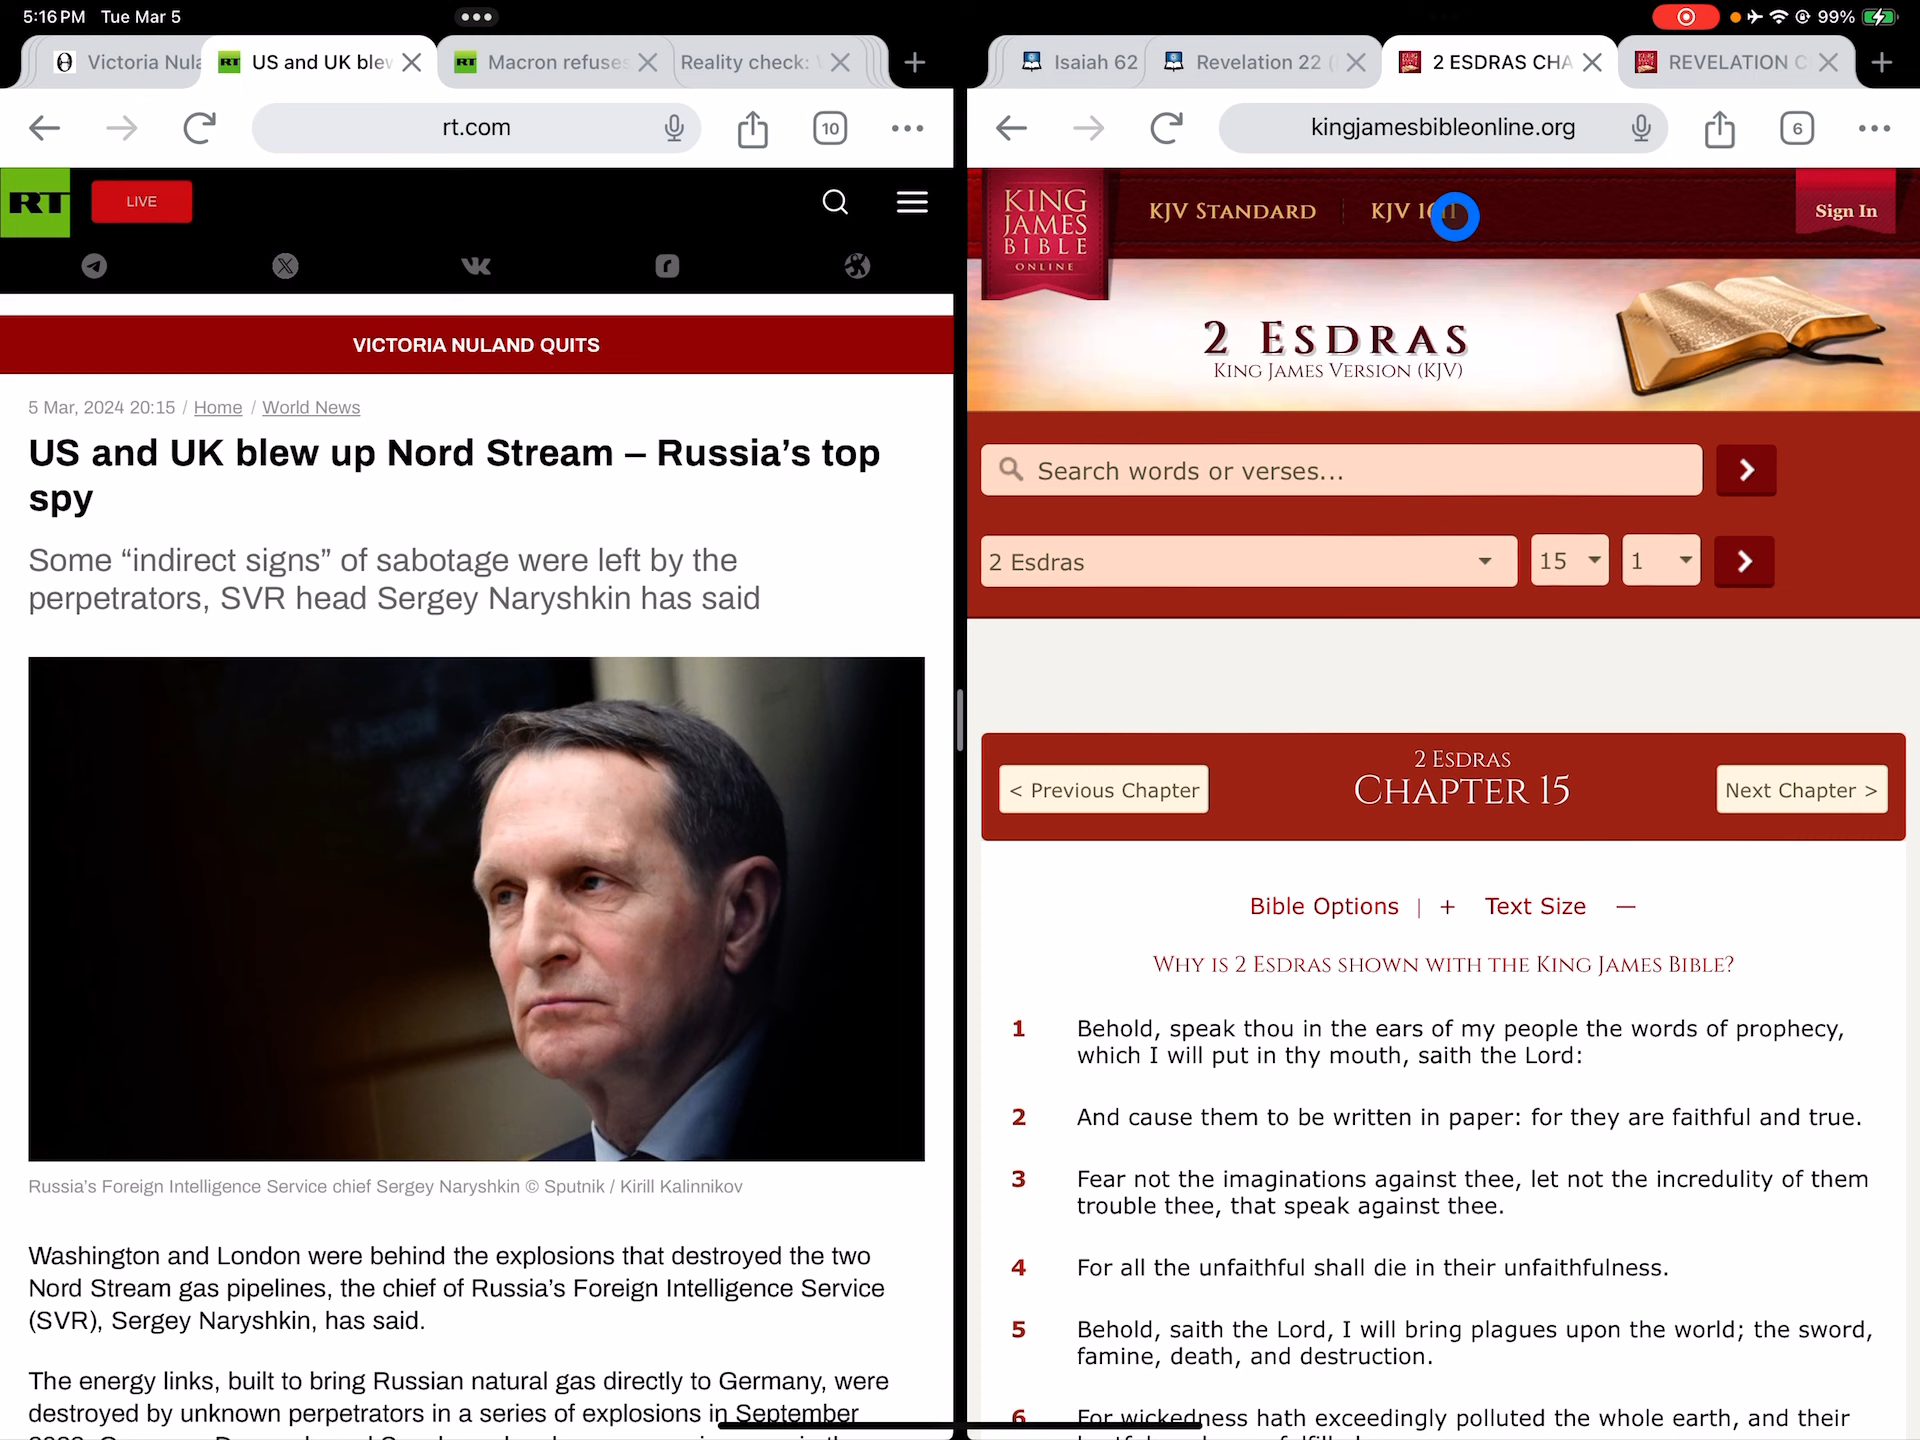 5:16 PM Tue Mar 5
99%
Victoria Nula
US and UK blew
Macron refuses
Reality check:
Isaiah 62
Revelation 22 (
2 ESDRAS CHA
REVELATION C
rt.com
10
kingjamesbibleonline.org
6
RT
LIVE
VICTORIA NULAND QUITS
5 Mar, 2024 20:15 / Home / World News
US and UK blew up Nord Stream – Russia’s top
spy
Some “indirect signs” of sabotage were left by the
perpetrators, SVR head Sergey Naryshkin has said
Russia’s Foreign Intelligence Service chief Sergey Naryshkin © Sputnik / Kirill Kalinnikov
Washington and London were behind the explosions that destroyed the two
Nord Stream gas pipelines, the chief of Russia’s Foreign Intelligence Service
(SVR), Sergey Naryshkin, has said.
The energy links, built to bring Russian natural gas directly to Germany, were
destroyed by unknown perpetrators in a series of explosions in September
KING
JAMES
BIBLE
ONLINE
KJV STANDARD
KJV
Sign In
2 ESDRAS
KING JAMES VERSION (KJV)
Search words or verses...
2 Esdras
15
1
< Previous Chapter
2 ESDRAS
CHAPTER 15
Next Chapter >
Bible Options | + Text Size —
WHY IS 2 ESDRAS SHOWN WITH THE KING JAMES BIBLE?
1 Behold, speak thou in the ears of my people the words of prophecy,
which I will put in thy mouth, saith the Lord:
2 And cause them to be written in paper: for they are faithful and true.
3 Fear not the imaginations against thee, let not the incredulity of them
trouble thee, that speak against thee.
4 For all the unfaithful shall die in their unfaithfulness.
5 Behold, saith the Lord, I will bring plagues upon the world; the sword,
famine, death, and destruction.
6 For wickedness hath exceedingly polluted the whole earth, and their